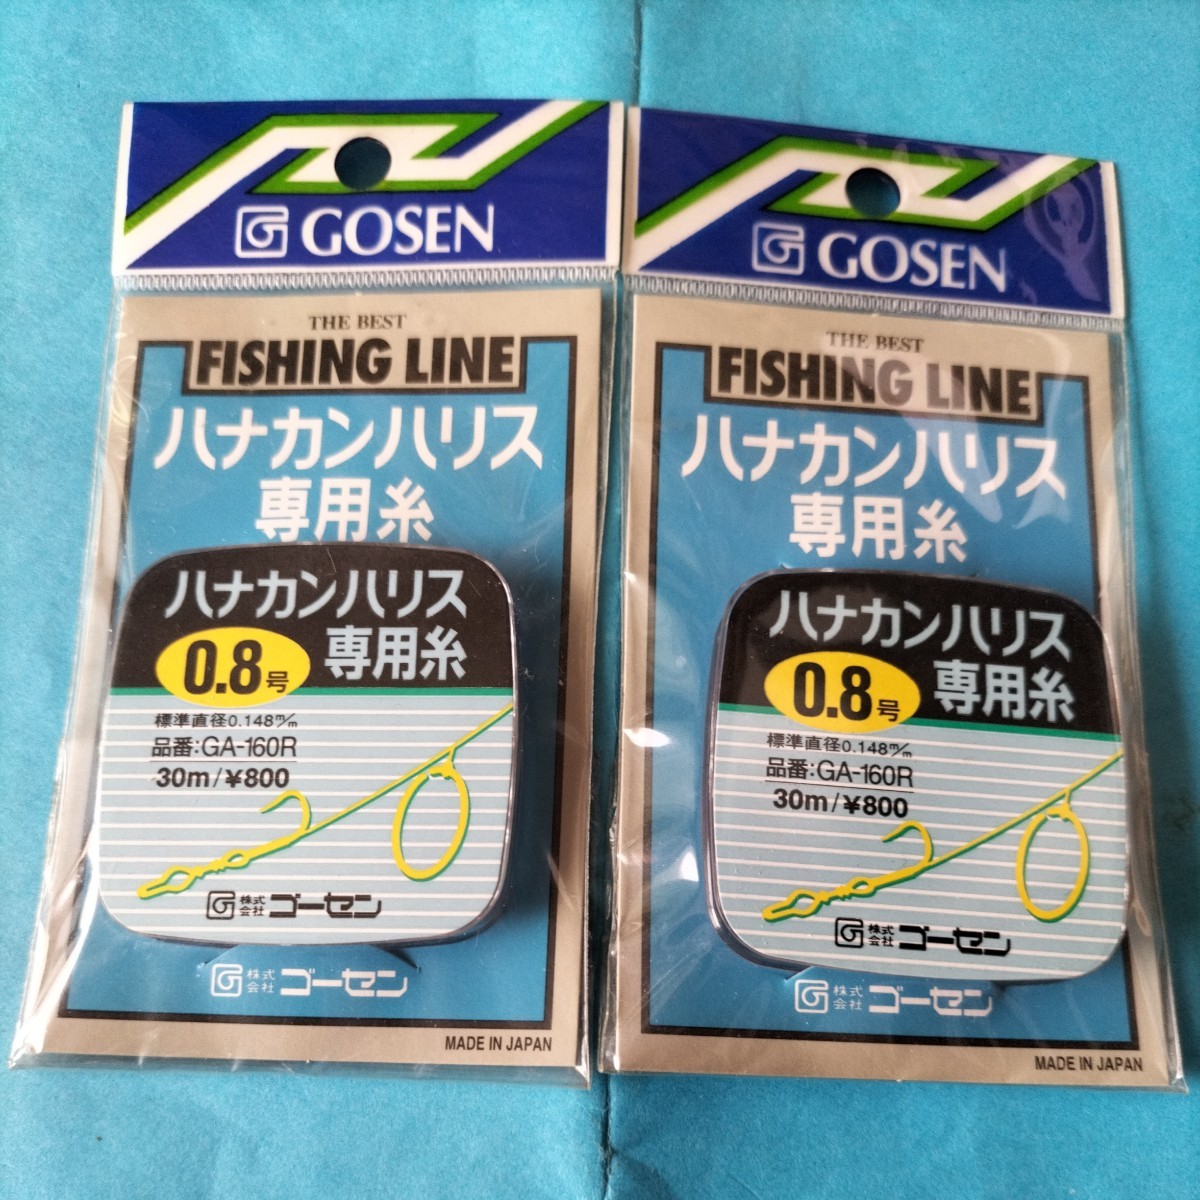 GOSEN
THE BEST
FISHING LINE
ハナカンハリス
専用糸
ハナカンハリス
専用糸
0.8号
標準直径0.148m/m
品番:GA-160R
30m/¥800
株式会社 ゴーセン
株式会社 ゴーセン
MADE IN JAPAN
GOSEN
THE BEST
FISHING LINE
ハナカンハリス
専用糸
ハナカンハリス
専用糸
0.8号
標準直径0.148m/m
品番:GA-160R
30m/¥800
株式会社 ゴーセン
株式会社 ゴーセン
MADE IN JAPAN